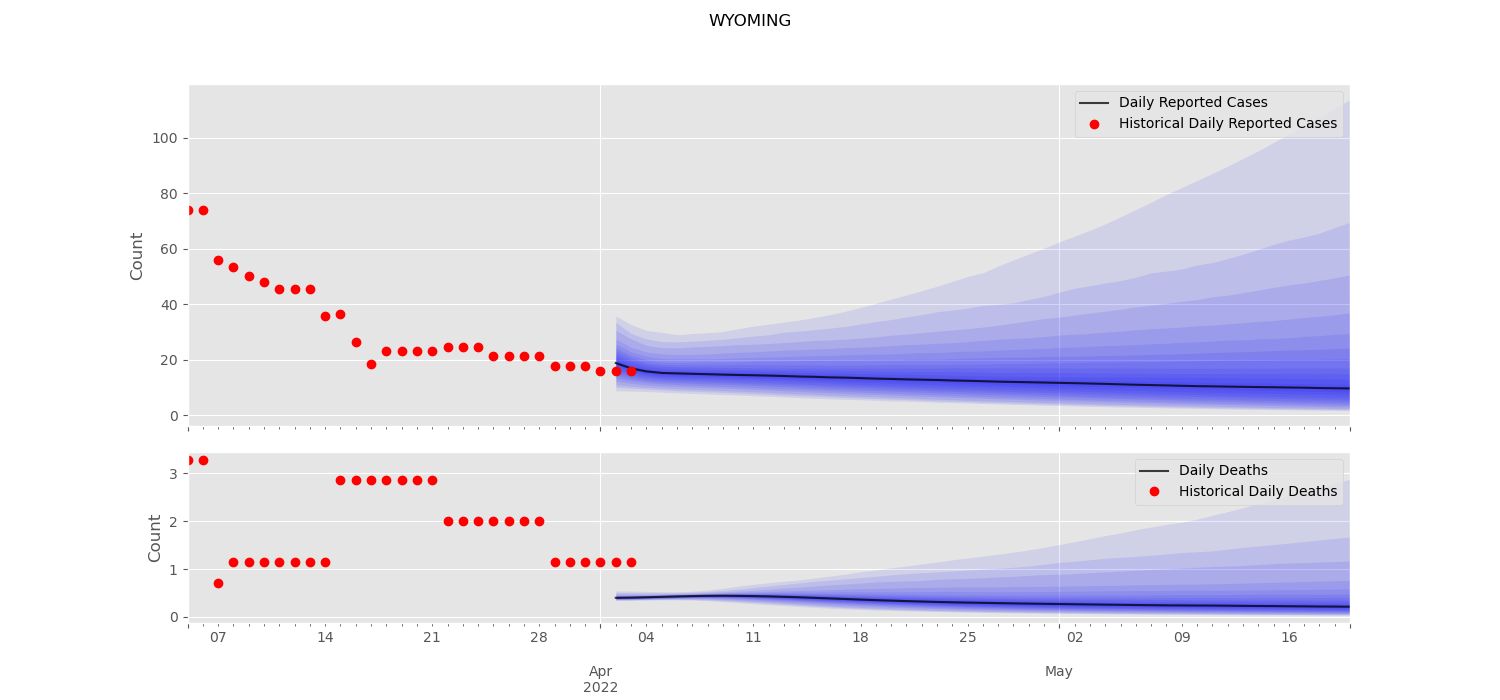 WYOMING
Daily Reported Cases
Historical Daily Reported Cases
Count
100
80
60
40
20
0
Daily Deaths
Historical Daily Deaths
Count
3
2
1
0
07 14 21 28 04 11 18 25 02 09 16
Apr May
2022